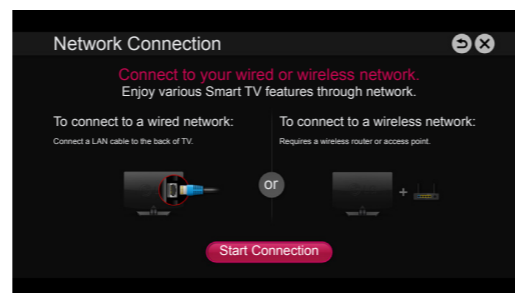 Network Connection
Connect to your wired or wireless network.
Enjoy various Smart TV features through network.
To connect to a wired network:
Connect a LAN cable to the back of TV.
To connect to a wireless network:
Requires a wireless router or access point.
or
+
Start Connection